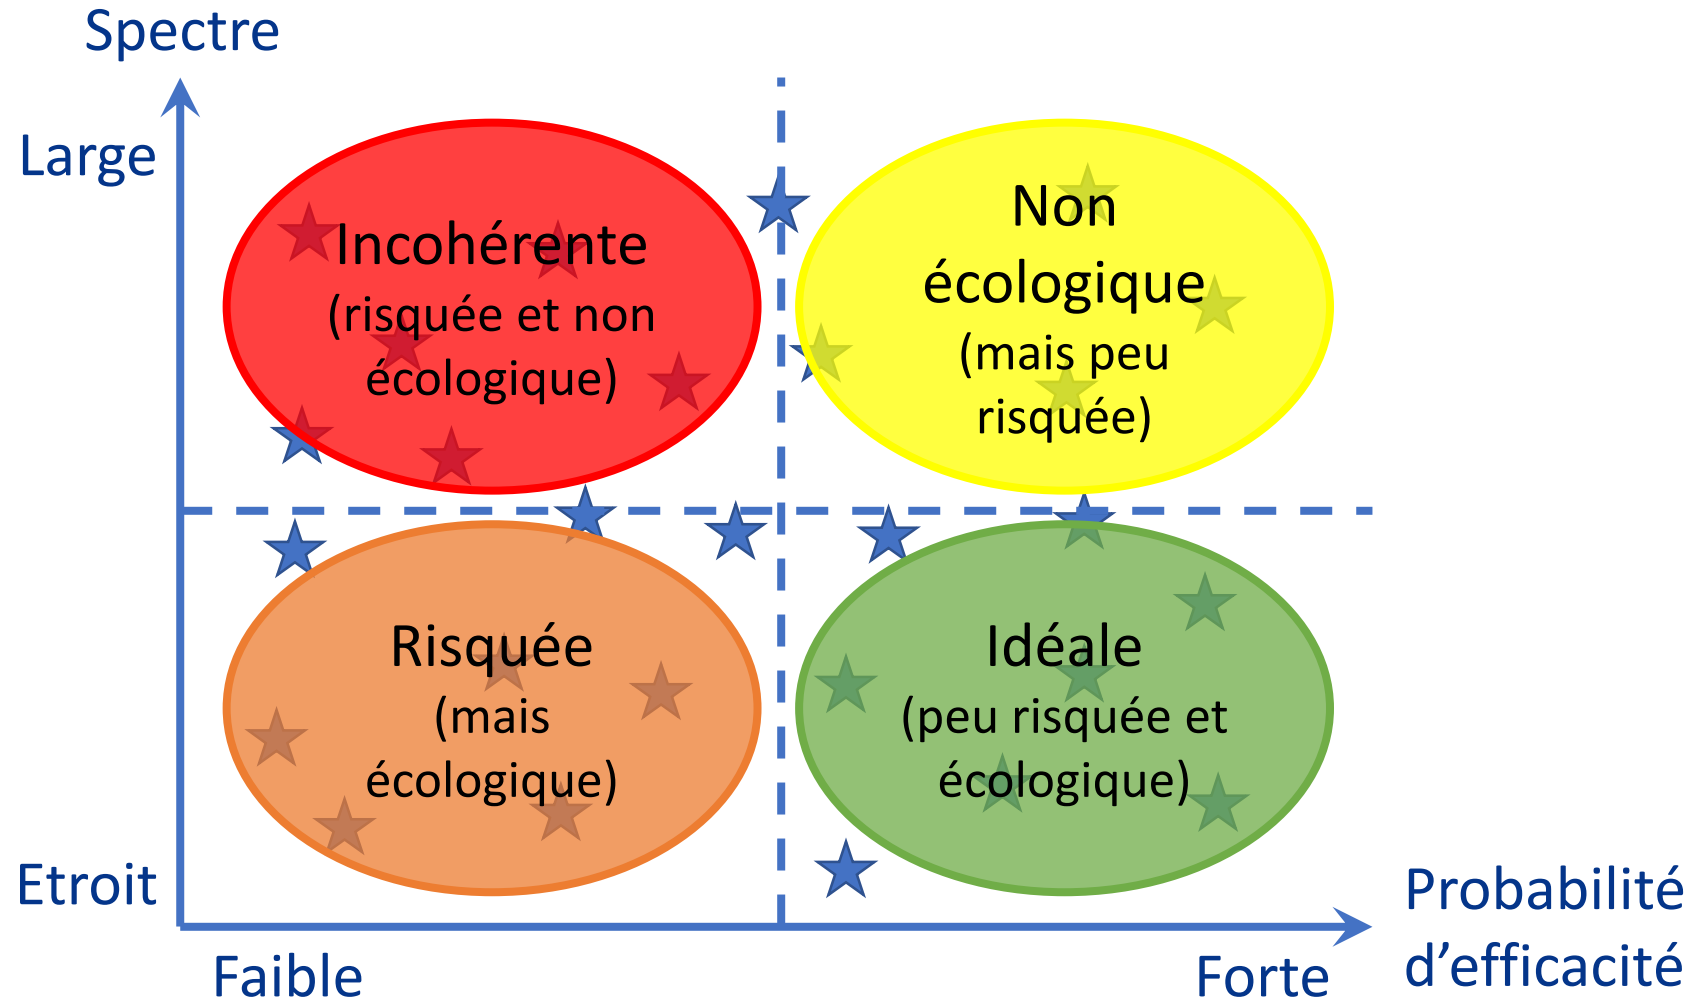 Spectre
Large
Incohérente
(risquée et non
écologique)
Non
écologique
(mais peu
risquée)
Risquée
(mais
écologique)
Idéale
(peu risquée et
écologique)
Etroit
Faible
Forte
Probabilité
d’efficacité